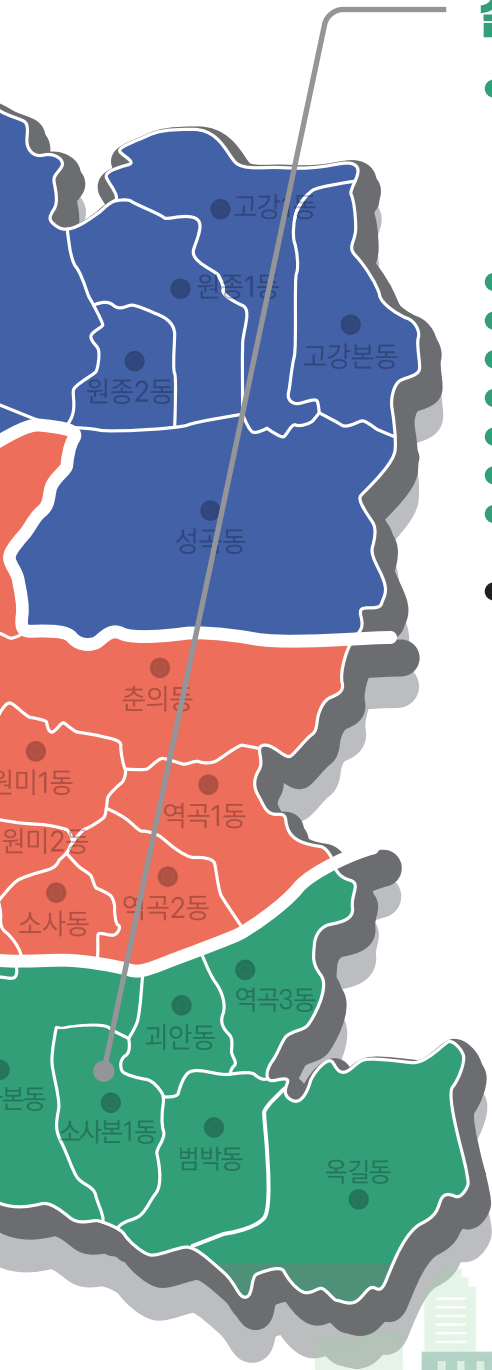 고강1동
원종1동
고강본동
원종2동
성곡동
춘의동
원미1동
역곡1동
원미2동
역곡2동
소사동
역곡3동
괴안동
본동
소사본1동
범박동
옥길동